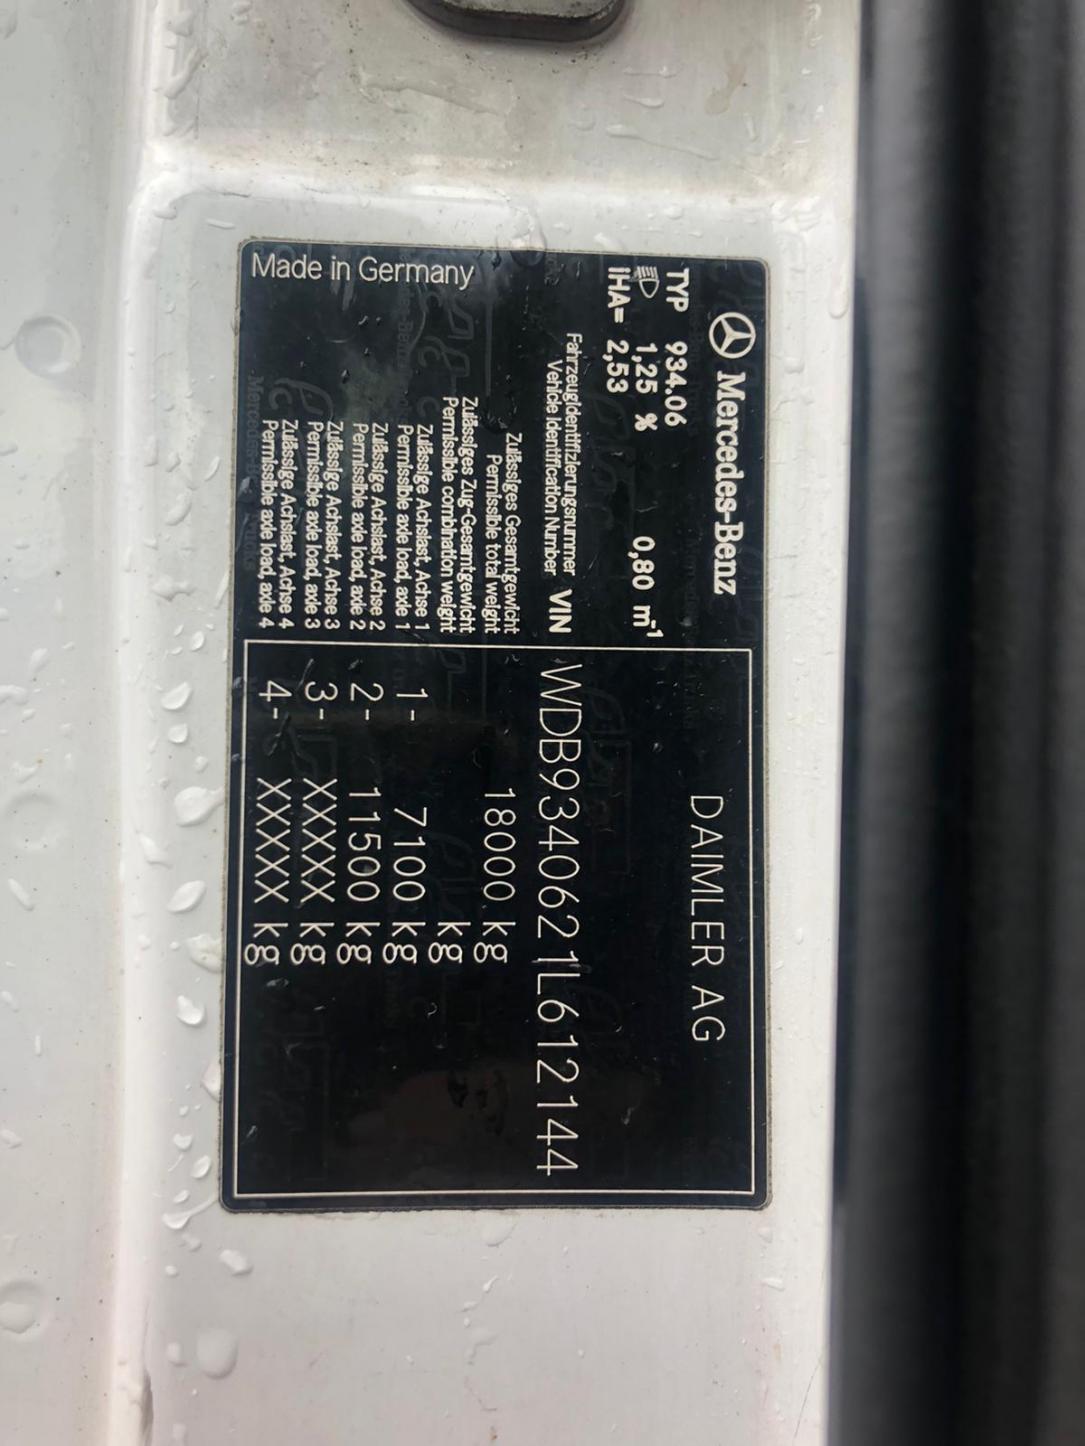 Mercedes-Benz
DAIMLER AG
TYP 934.06
1,25 % 0,80 m⁻¹
IHA= 2,53
Fahrzeugidentifizierungsnummer
Vehicle Identification Number VIN WDB9340621L612144
Zulässiges Gesamtgewicht
Permissible total weight 18000 kg
Zulässiges Zug-Gesamtgewicht
Permissible combination weight kg
Zulässige Achslast, Achse 1
Permissible axle load, axle 1 1- 7100 kg
Zulässige Achslast, Achse 2
Permissible axle load, axle 2 2- 11500 kg
Zulässige Achslast, Achse 3
Permissible axle load, axle 3 3- XXXXX kg
Zulässige Achslast, Achse 4
Permissible axle load, axle 4 4- XXXXX kg
Made in Germany